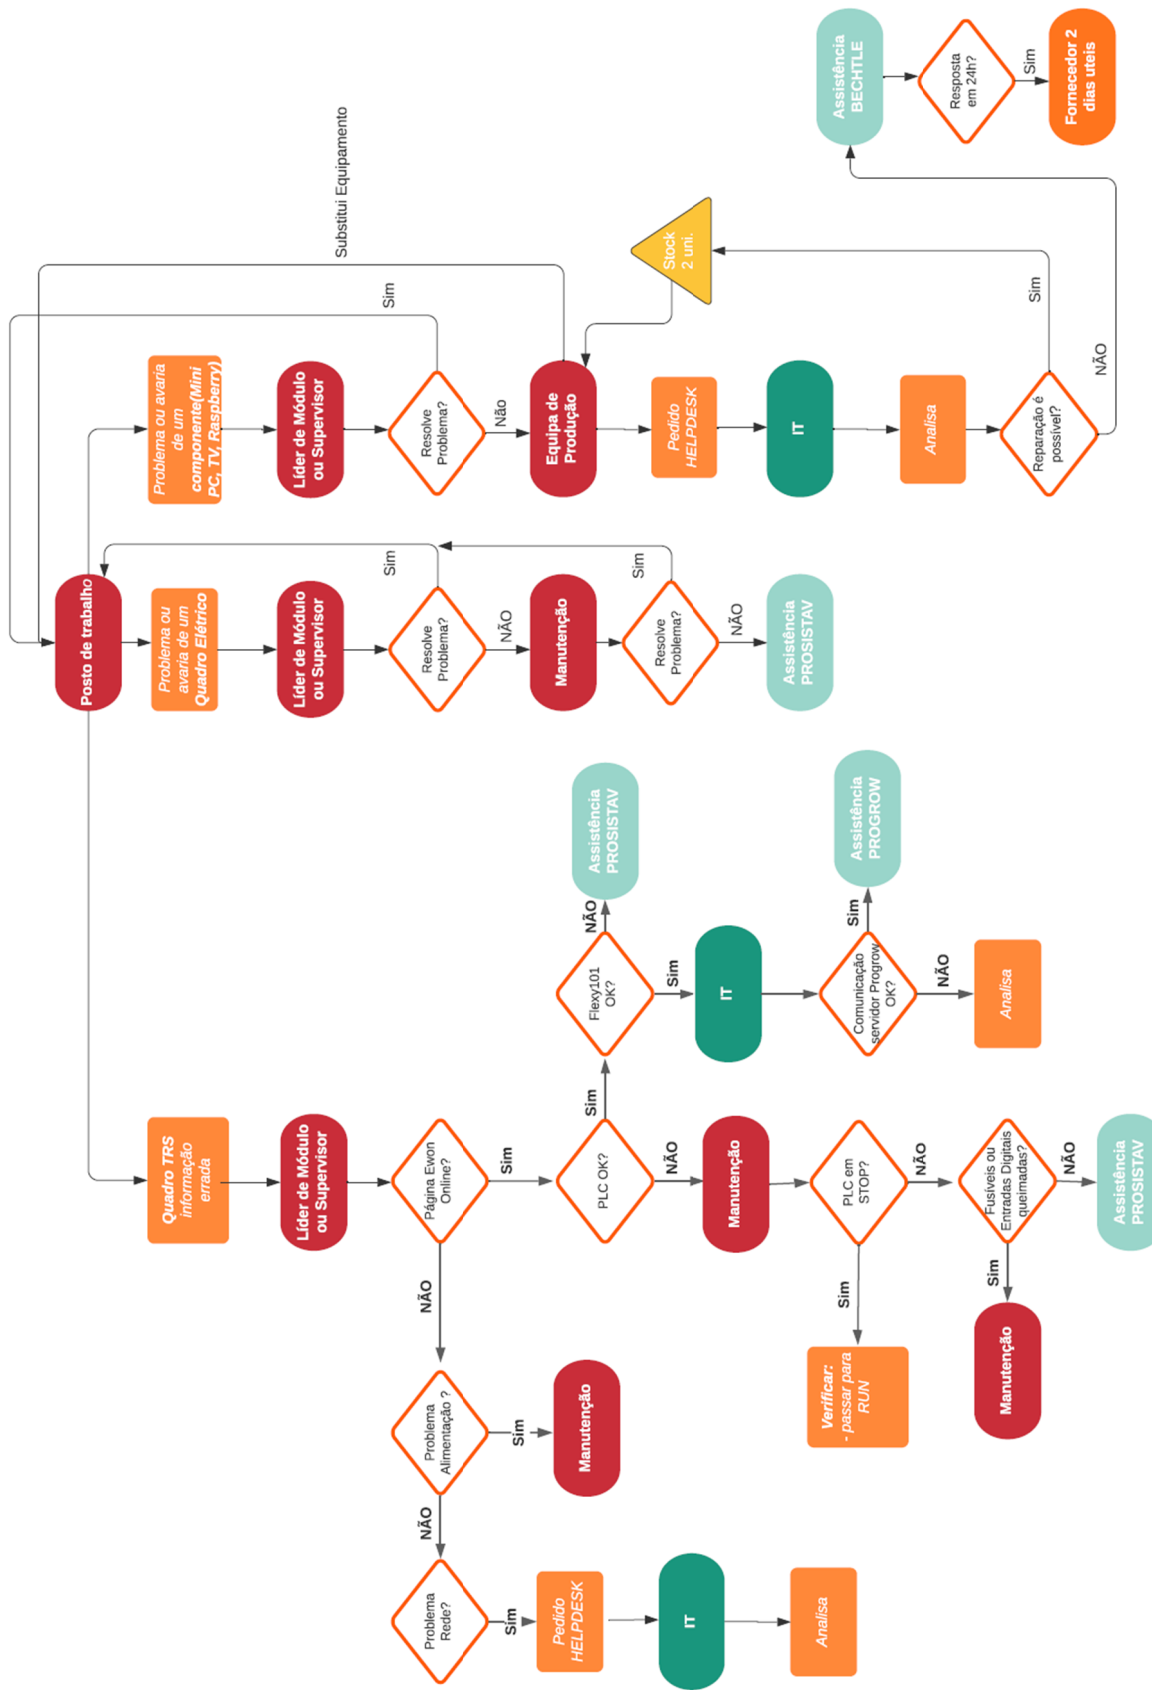 Posto de trabalho
Quadro TRS
informação
errada
Líder de Módulo
ou Supervisor
Página Ewon
Online?
NÃO
Problema
Alimentação ?
Sim
Manutenção
NÃO
Problema
Rede?
Sim
Pedido
HELPDESK
IT
Analisa
Sim
PLC OK?
NÃO
Manutenção
PLC em
STOP?
Sim
Verificar:
- passar para
RUN
NÃO
Fusíveis ou
Entradas Digitais
queimadas?
Sim
Manutenção
NÃO
Assistência
PROSISTAV
Sim
Flexy101
OK?
NÃO
Assistência
PROSISTAV
Sim
IT
Comunicação
servidor Progrow
OK?
Sim
Assistência
PROGROW
NÃO
Analisa
Problema ou
avaria de um
Quadro Elétrico
Líder de Módulo
ou Supervisor
Resolve
Problema?
Sim
NÃO
Manutenção
Resolve
Problema?
Sim
NÃO
Assistência
PROSISTAV
Problema ou avaria
de um
componente(Mini
PC, TV, Raspberry)
Líder de Módulo
ou Supervisor
Resolve
Problema?
Sim
Não
Equipa de
Produção
Substitui Equipamento
Pedido
HELPDESK
IT
Analisa
Reparação é
possível?
Sim
Stock
2 uni.
NÃO
Assistência
BECHTLE
Resposta
em 24h?
Sim
Fornecedor 2
dias uteis